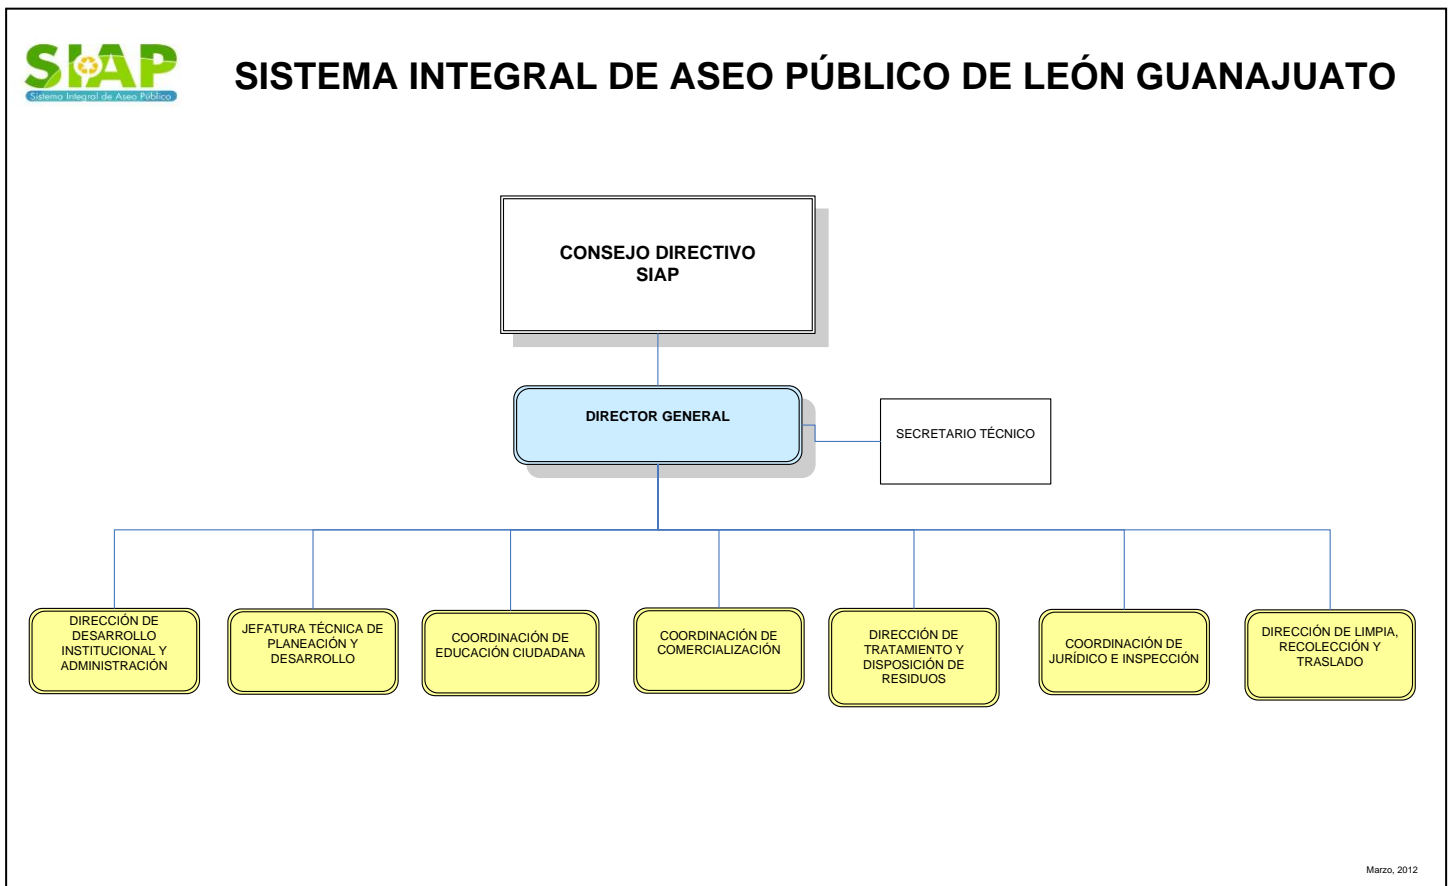 SIAP
Sistema Integral de Aseo Público
SISTEMA INTEGRAL DE ASEO PÚBLICO DE LEÓN GUANAJUATO
CONSEJO DIRECTIVO
SIAP
DIRECTOR GENERAL
SECRETARIO TÉCNICO
DIRECCIÓN DE
DESARROLLO
INSTITUCIONAL Y
ADMINISTRACIÓN
JEFATURA TÉCNICA DE
PLANEACIÓN Y
DESARROLLO
COORDINACIÓN DE
EDUCACIÓN CIUDADANA
COORDINACIÓN DE
COMERCIALIZACIÓN
DIRECCIÓN DE
TRATAMIENTO Y
DISPOSICIÓN DE
RESIDUOS
COORDINACIÓN DE
JURÍDICO E INSPECCIÓN
DIRECCIÓN DE LIMPIA,
RECOLECCIÓN Y
TRASLADO
Marzo, 2012